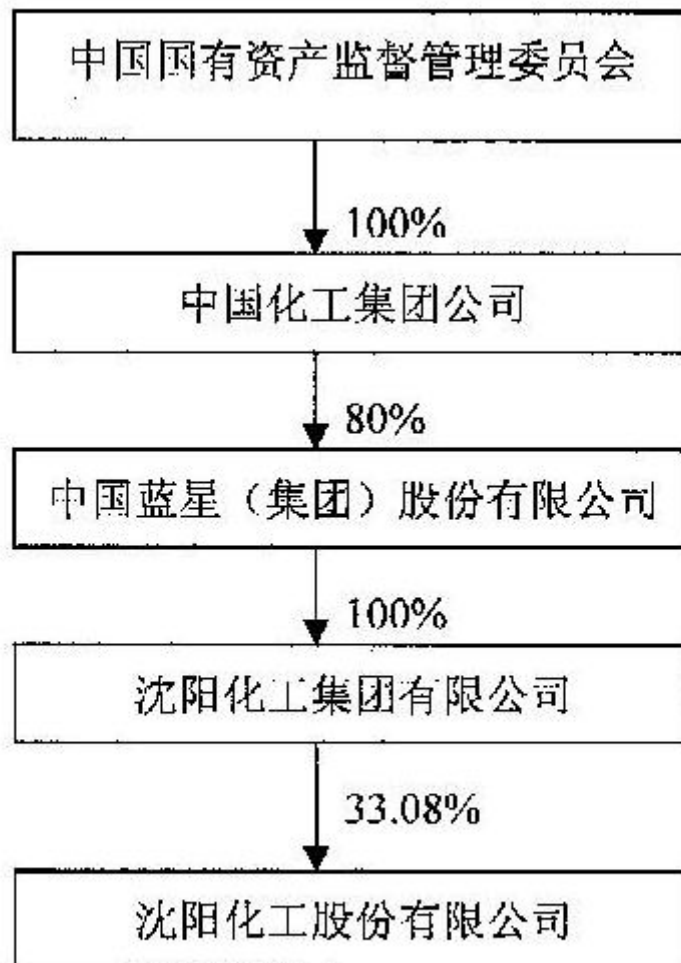 中国国有资产监督管理委员会
100%
中国化工集团公司
80%
中国蓝星（集团）股份有限公司
100%
沈阳化工集团有限公司
33.08%
沈阳化工股份有限公司